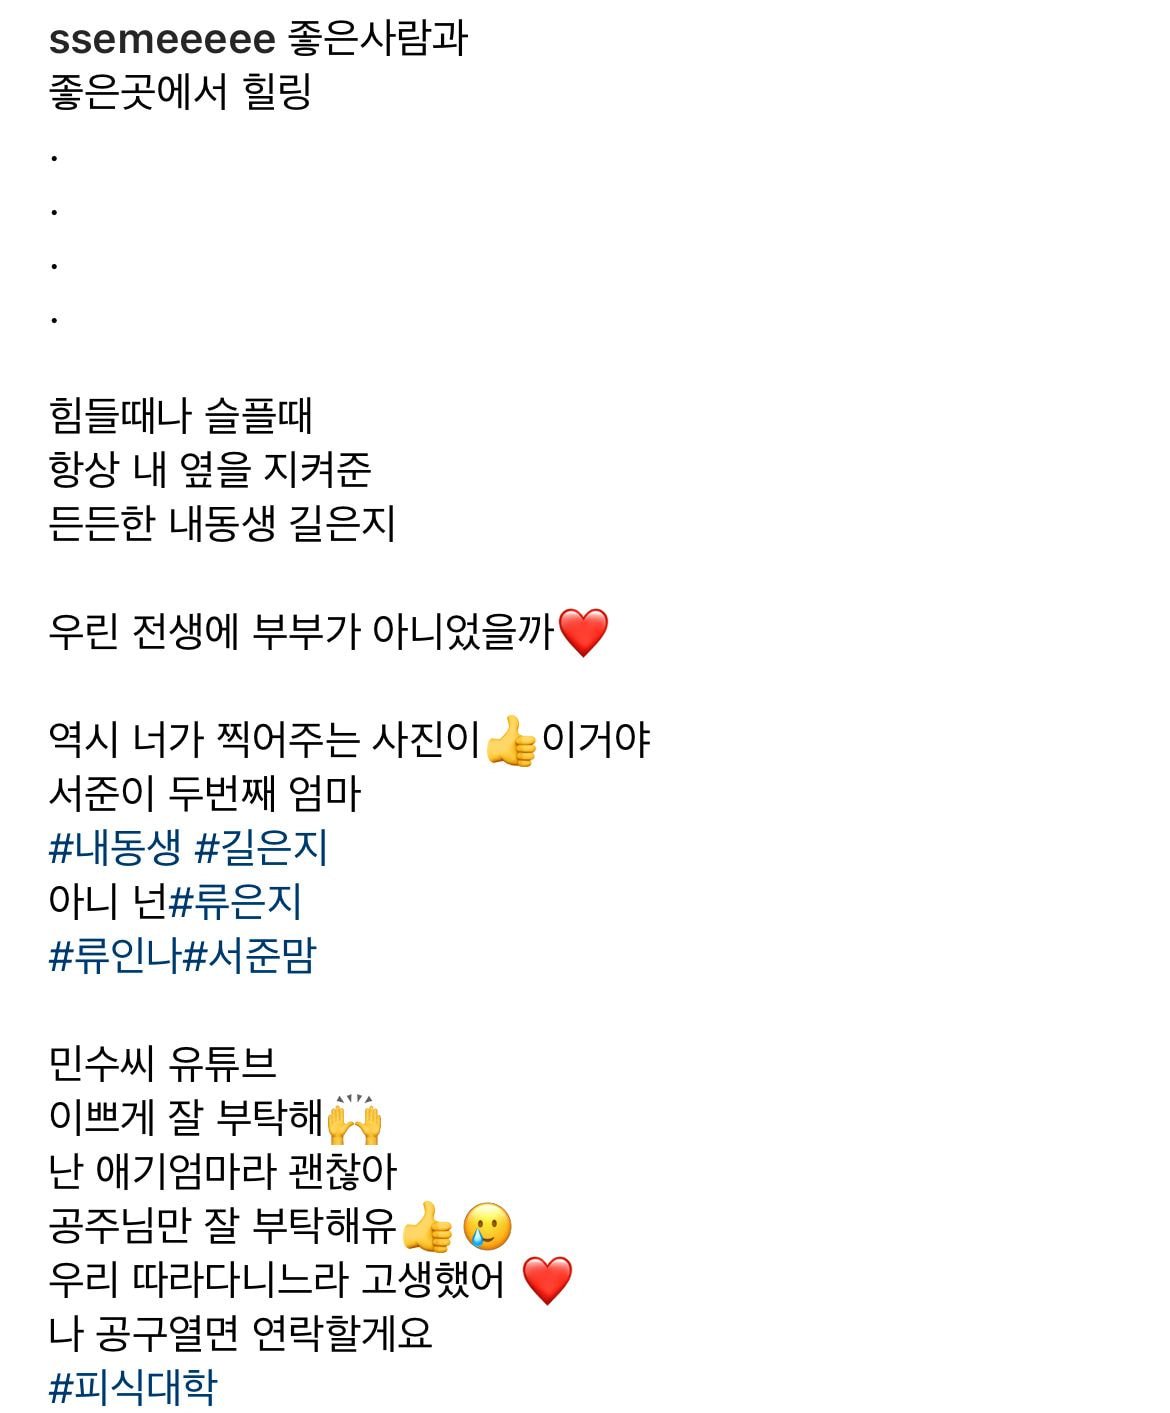 ssemeeeee 좋은사람과
좋은곳에서 힐링
.
.
.
.
힘들때나 슬플때
항상 내 옆을 지켜준
든든한 내동생 길은지
우린 전생에 부부가 아니었을까❤️
역시 너가 찍어주는 사진이👍이거야
서준이 두번째 엄마
#내동생 #길은지
아니 넌#류은지
#류인나#서준맘
민수씨 유튜브
이쁘게 잘 부탁해🙌
난 애기엄마라 괜찮아
공주님만 잘 부탁해유👍🥲
우리 따라다니느라 고생했어 ❤️
나 공구열면 연락할게요
#피식대학